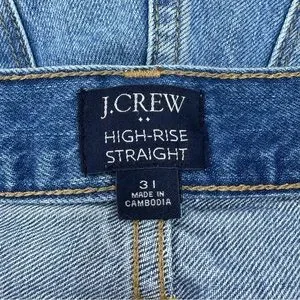 J.CREW
HIGH-RISE
STRAIGHT
31
MADE IN
CAMBODIA